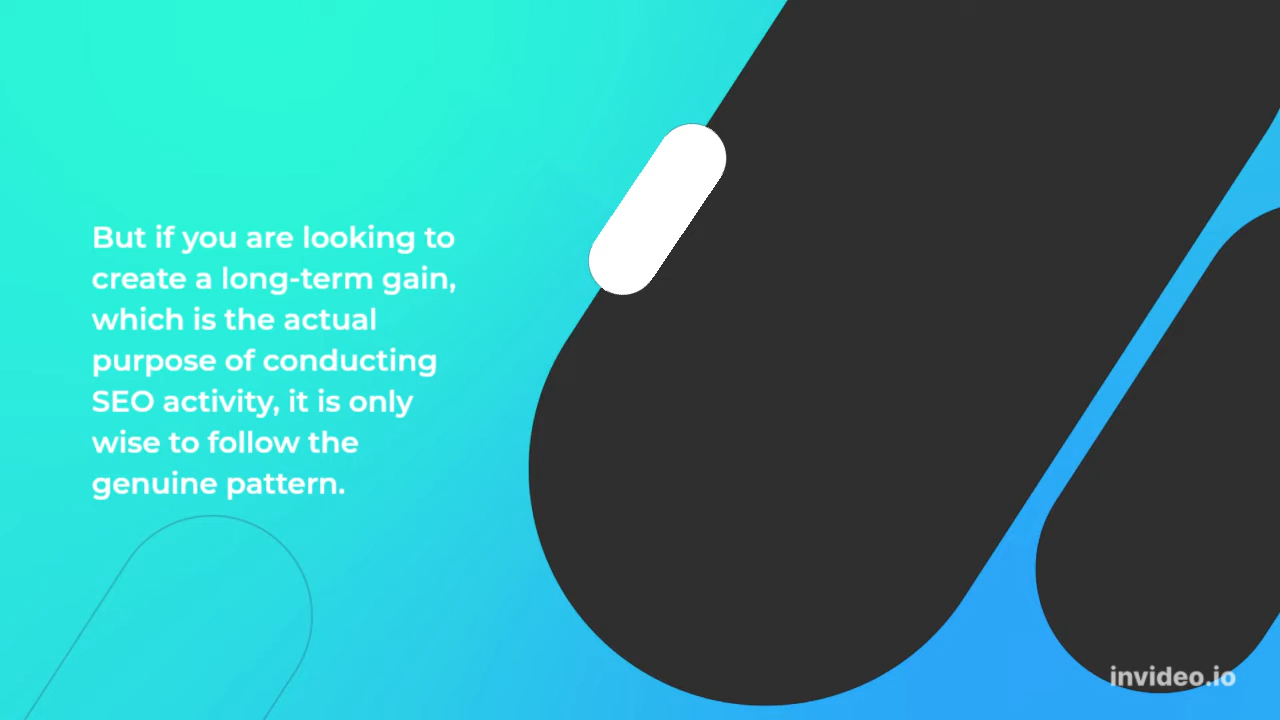 But if you are looking to
create a long-term gain,
which is the actual
purpose of conducting
SEO activity, it is only
wise to follow the
genuine pattern.
invideo.io